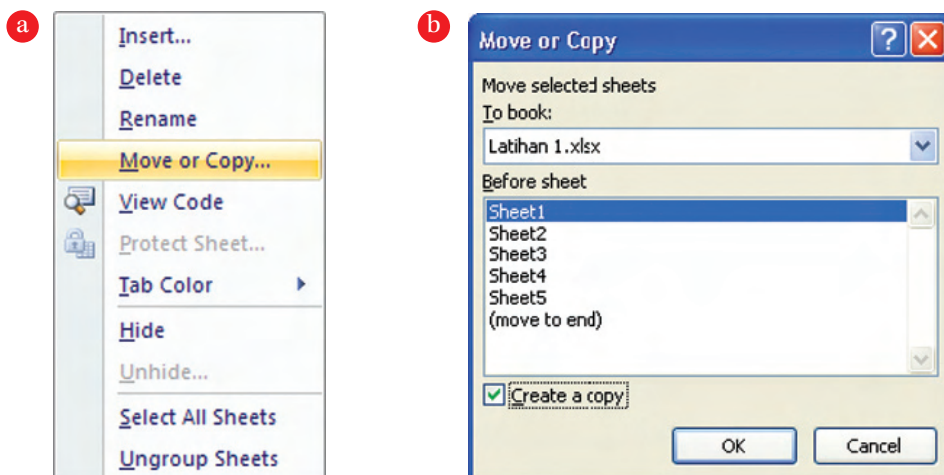 a
Insert...
Delete
Rename
Move or Copy...
View Code
Protect Sheet...
Tab Color
Hide
Unhide...
Select All Sheets
Ungroup Sheets
b
Move or Copy
Move selected sheets
To book:
Latihan 1.xlsx
Before sheet
Sheet1
Sheet2
Sheet3
Sheet4
Sheet5
(move to end)
Create a copy
OK Cancel